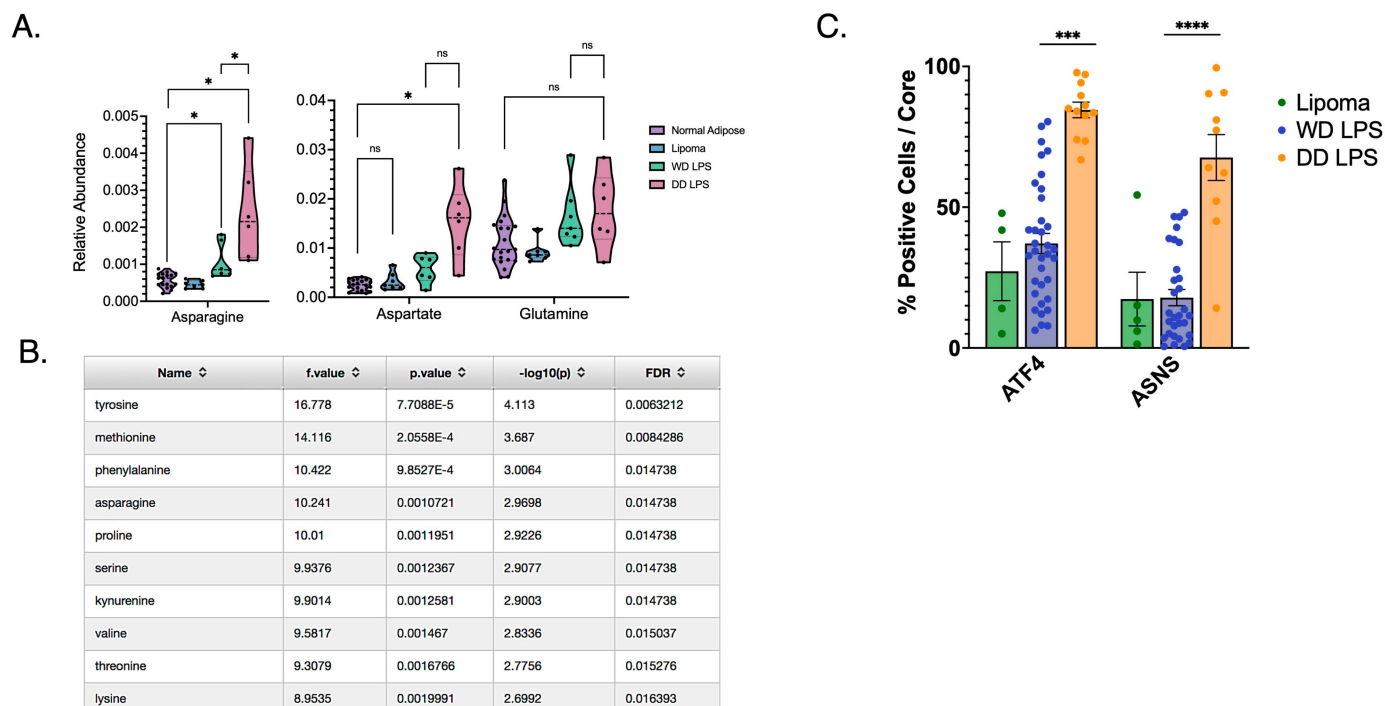 A.
*
*
*
ns
*
ns
ns
ns
Relative Abundance
0.005
0.004
0.003
0.002
0.001
0.000
Asparagine
0.04
0.03
0.02
0.01
0.00
Aspartate Glutamine
Normal Adipose
Lipoma
WD LPS
DD LPS
B.
Name f.value p.value -log10(p) FDR
tyrosine 16.778 7.7088E-5 4.113 0.0063212
methionine 14.116 2.0558E-4 3.687 0.0084286
phenylalanine 10.422 9.8527E-4 3.0064 0.014738
asparagine 10.241 0.0010721 2.9698 0.014738
proline 10.01 0.0011951 2.9226 0.014738
serine 9.9376 0.0012367 2.9077 0.014738
kynurenine 9.9014 0.0012581 2.9003 0.014738
valine 9.5817 0.001467 2.8336 0.015037
threonine 9.3079 0.0016766 2.7756 0.015276
lysine 8.9535 0.0019991 2.6992 0.016393
C.
*** ****
% Positive Cells / Core
100
50
0
ATF4 ASNS
Lipoma
WD LPS
DD LPS